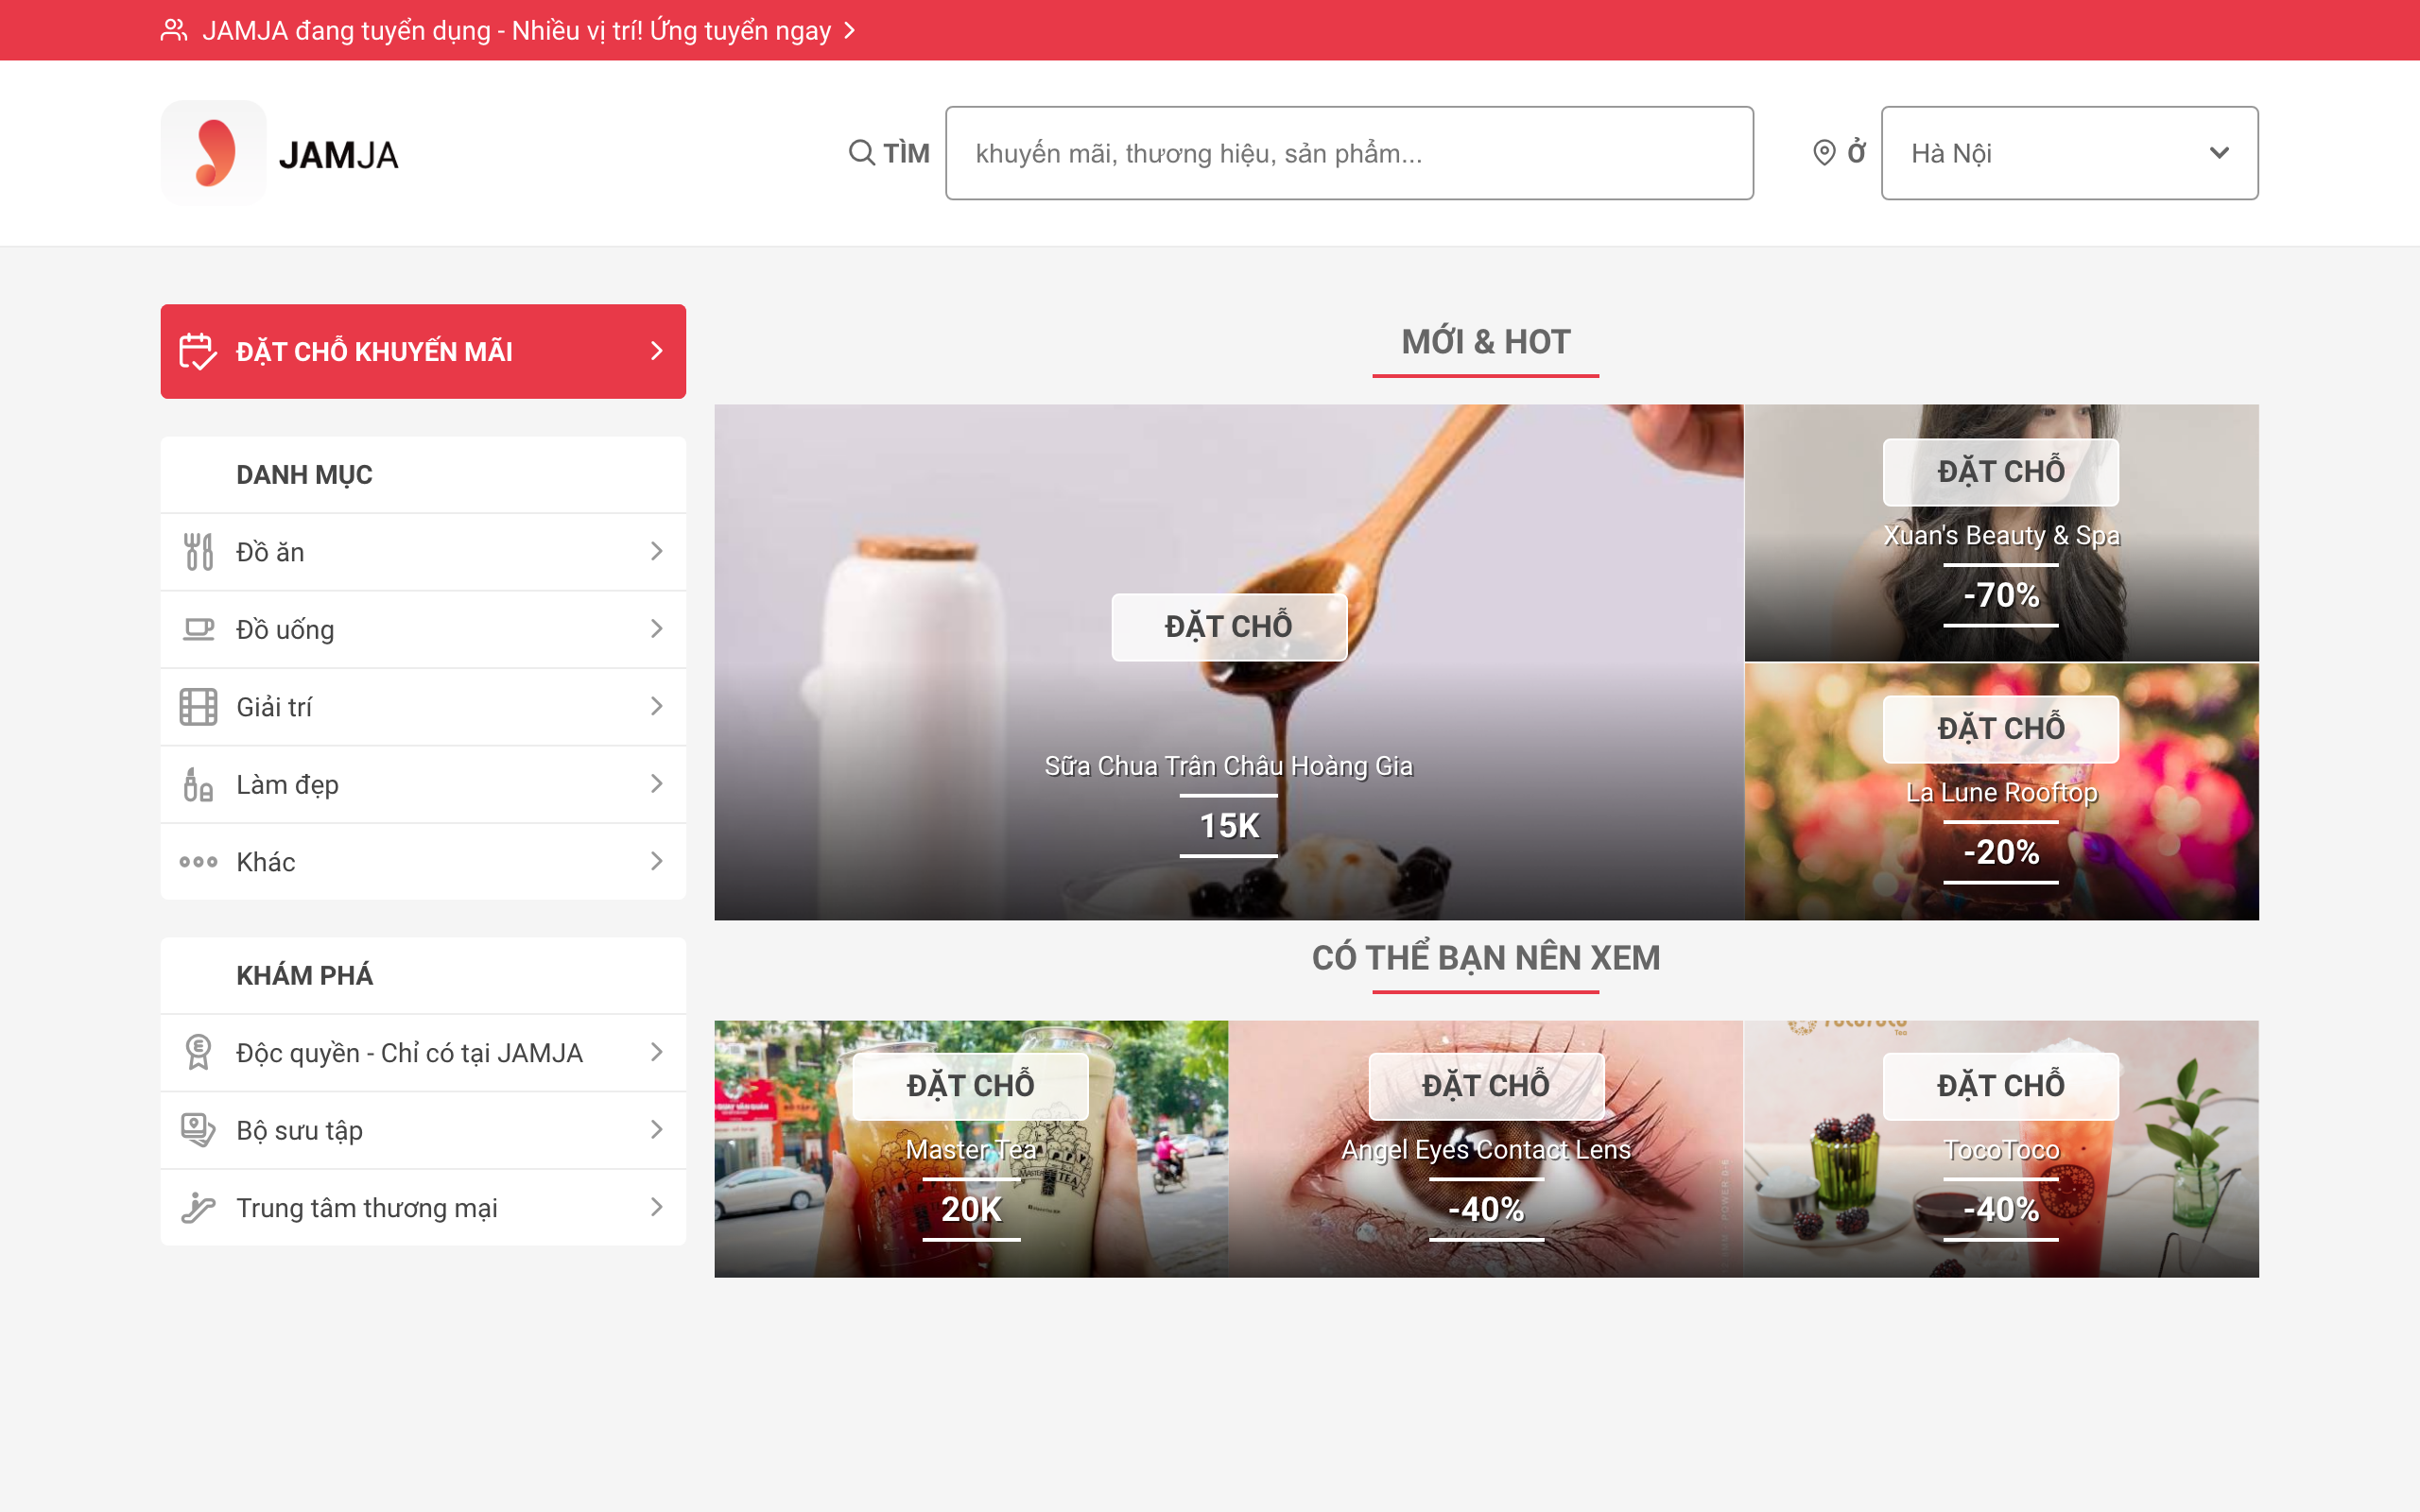 JAMJA đang tuyển dụng - Nhiều vị trí! Ứng tuyển ngay
JAMJA
TÌM
khuyến mãi, thương hiệu, sản phẩm...
Ở
Hà Nội
ĐẶT CHỖ KHUYẾN MÃI
DANH MỤC
Đồ ăn
Đồ uống
Giải trí
Làm đẹp
Khác
KHÁM PHÁ
Độc quyền - Chỉ có tại JAMJA
Bộ sưu tập
Trung tâm thương mại
MỚI & HOT
ĐẶT CHỖ
Sữa Chua Trân Châu Hoàng Gia
15K
ĐẶT CHỖ
Xuan's Beauty & Spa
-70%
ĐẶT CHỖ
La Lune Rooftop
-20%
CÓ THỂ BẠN NÊN XEM
ĐẶT CHỖ
Master Tea
20K
ĐẶT CHỖ
Angel Eyes Contact Lens
-40%
ĐẶT CHỖ
TocoToco
-40%